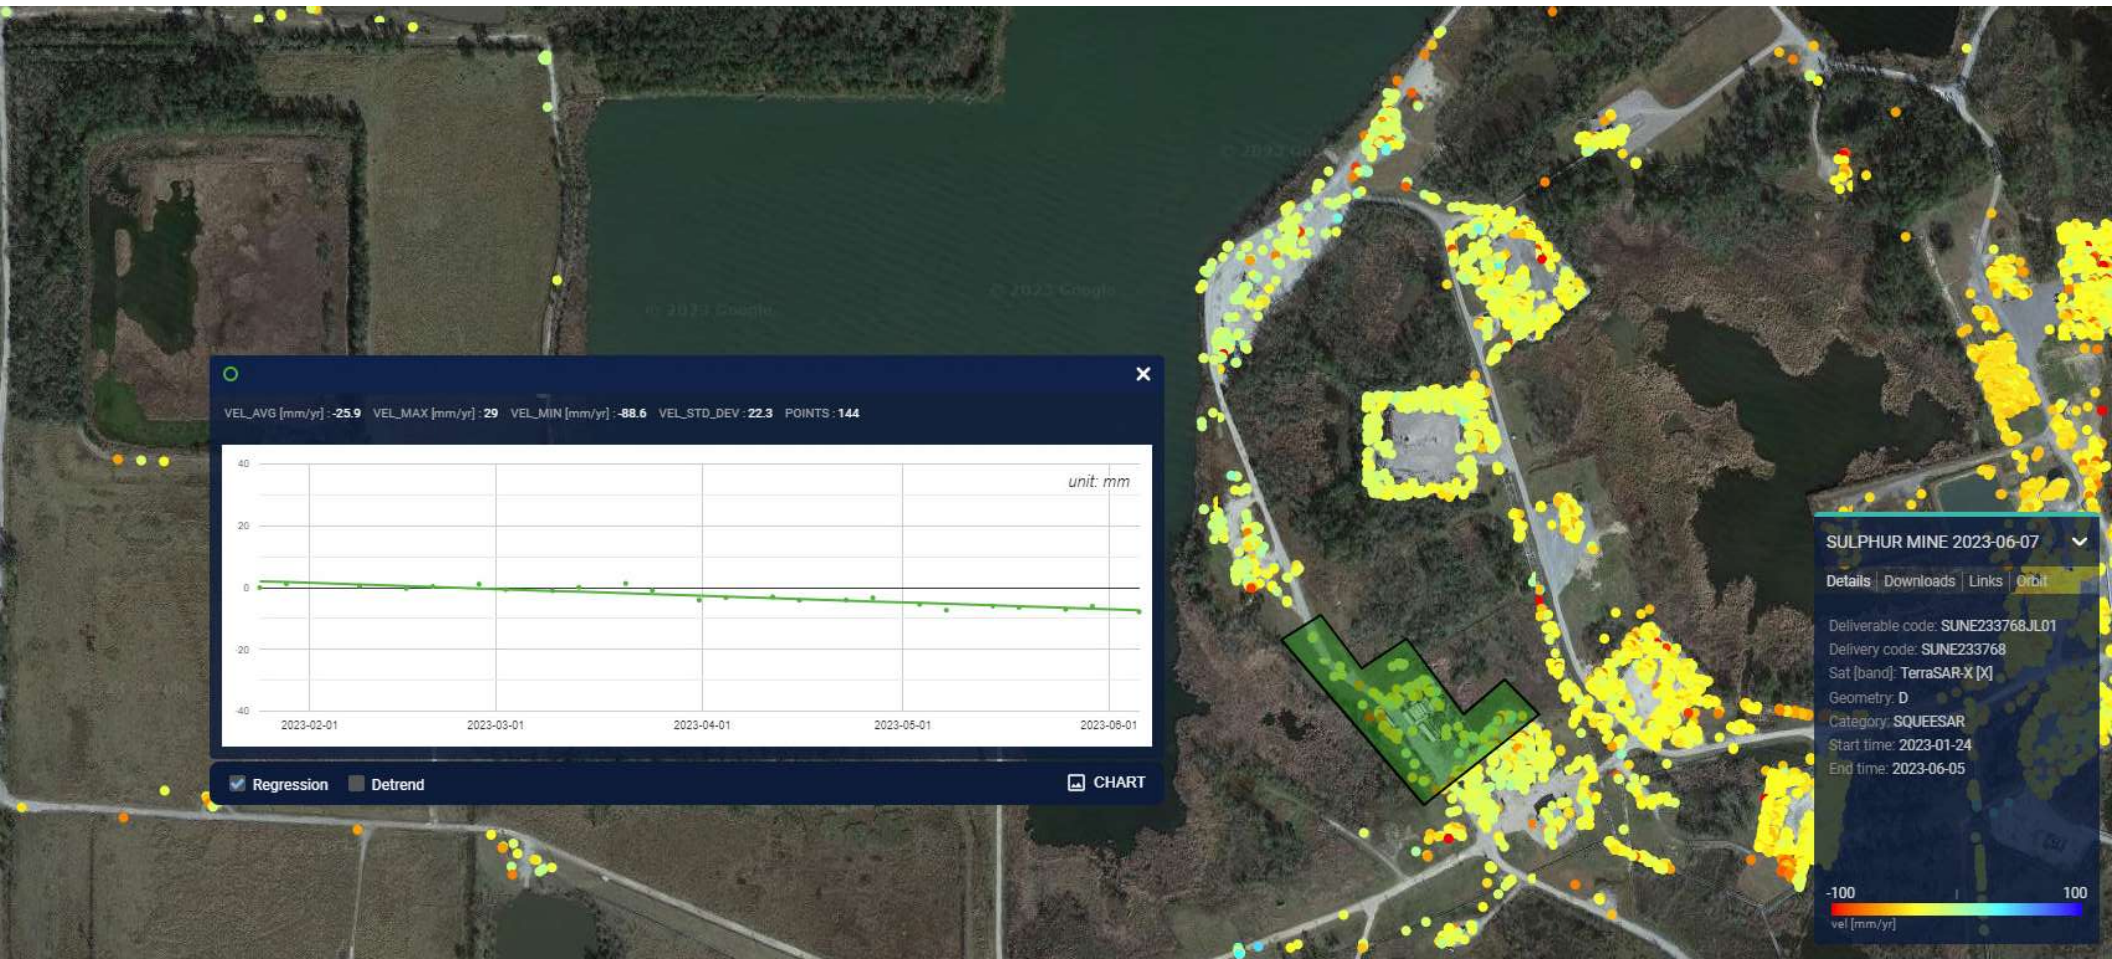 © 2023 Google
© 2023 Google
VEL_AVG [mm/yr] : -25.9 VEL_MAX [mm/yr] : 29 VEL_MIN [mm/yr] : -88.6 VEL_STD_DEV : 22.3 POINTS : 144
unit: mm
40
20
0
-20
-40
2023-02-01 2023-03-01 2023-04-01 2023-05-01 2023-06-01
Regression Detrend CHART
SULPHUR MINE 2023-06-07
Details | Downloads | Links | Orbit
Deliverable code: SUNE233768JL01
Delivery code: SUNE233768
Sat [band]: TerraSAR-X [X]
Geometry: D
Category: SQUEESAR
Start time: 2023-01-24
End time: 2023-06-05
-100 100
vel [mm/yr]